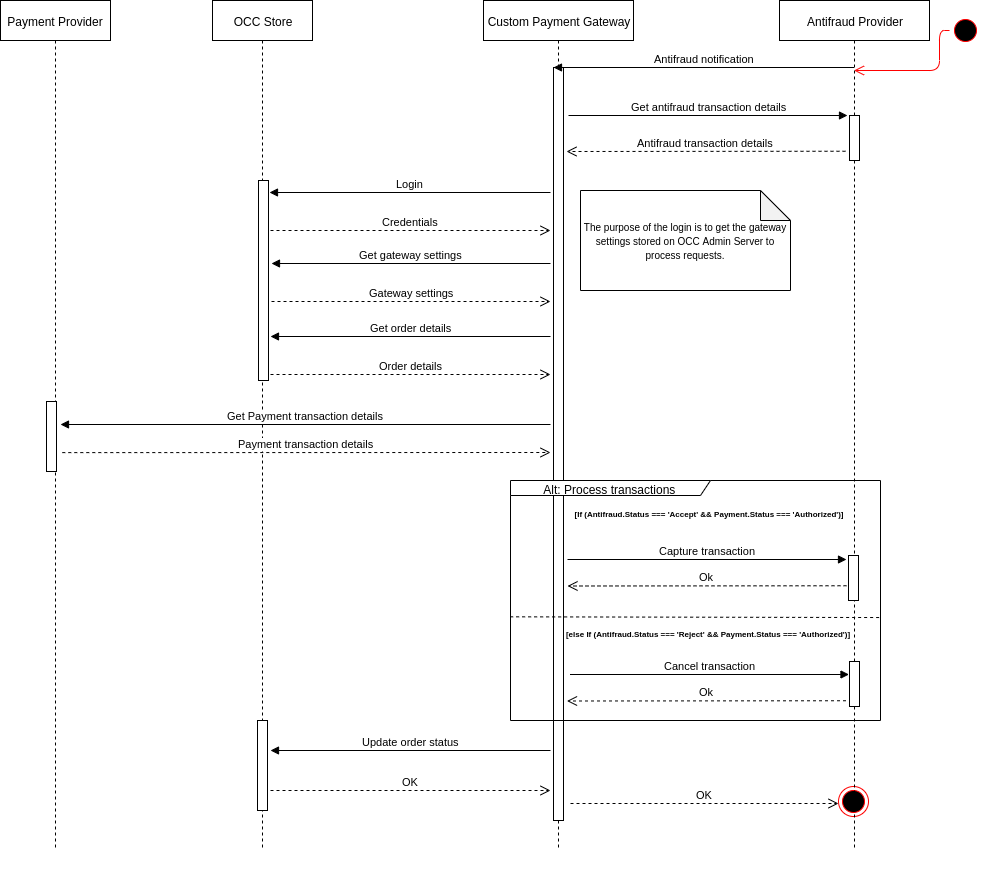 Payment Provider
OCC Store
Custom Payment Gateway
Antifraud Provider
Antifraud notification
Get antifraud transaction details
Antifraud transaction details
Login
Credentials
The purpose of the login is to get the gateway
settings stored on OCC Admin Server to
process requests.
Get gateway settings
Gateway settings
Get order details
Order details
Get Payment transaction details
Payment transaction details
Alt: Process transactions
[If (Antifraud.Status === 'Accept' && Payment.Status === 'Authorized')]
Capture transaction
Ok
[else If (Antifraud.Status === 'Reject' && Payment.Status === 'Authorized')]
Cancel transaction
Ok
Update order status
OK
OK